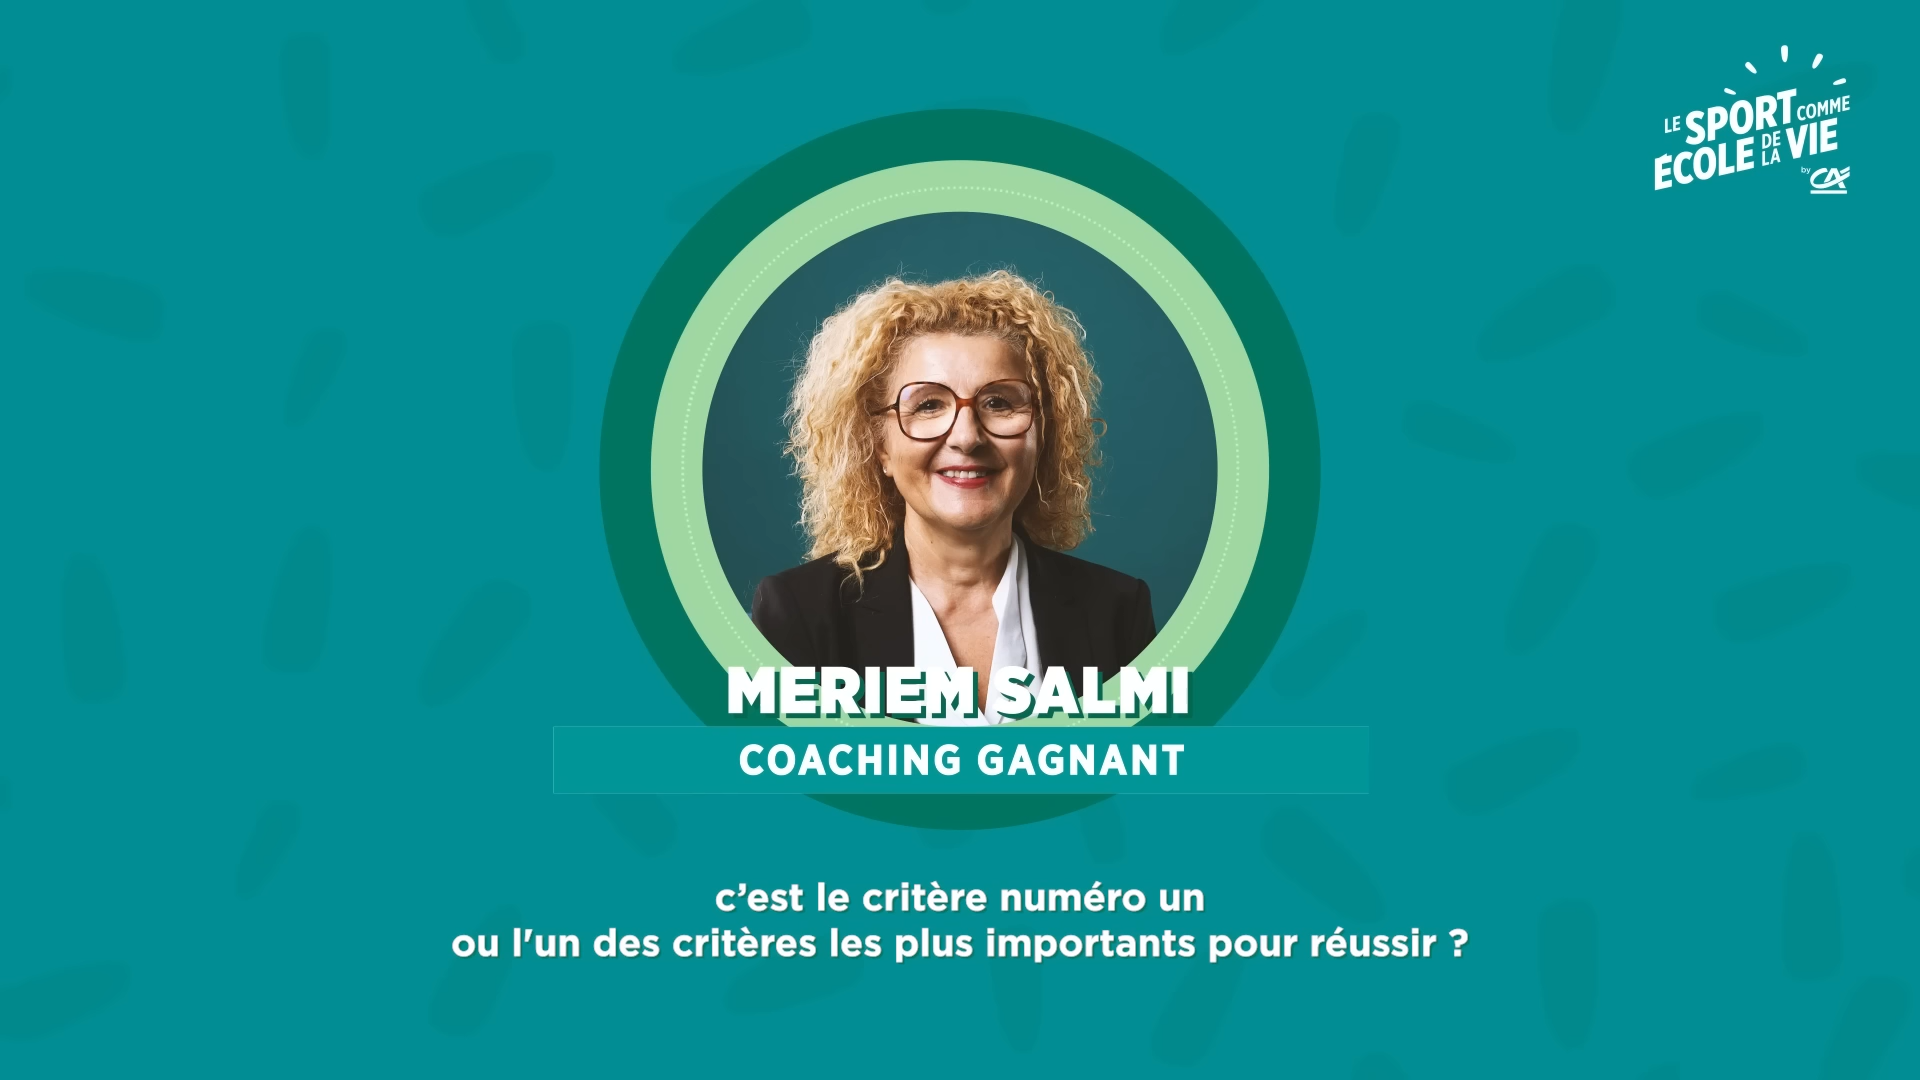 LE SPORT COMME
ÉCOLE DE LA VIE
by CA
MERIEM SALMI
COACHING GAGNANT
c’est le critère numéro un
ou l'un des critères les plus importants pour réussir ?